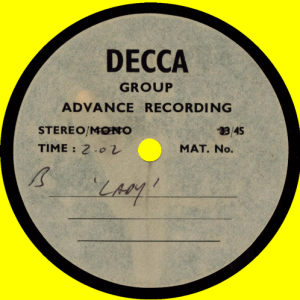 DECCA
GROUP
ADVANCE RECORDING
STEREO/MONO 33/45
TIME : 2.02 MAT. No.
B 'LADY'